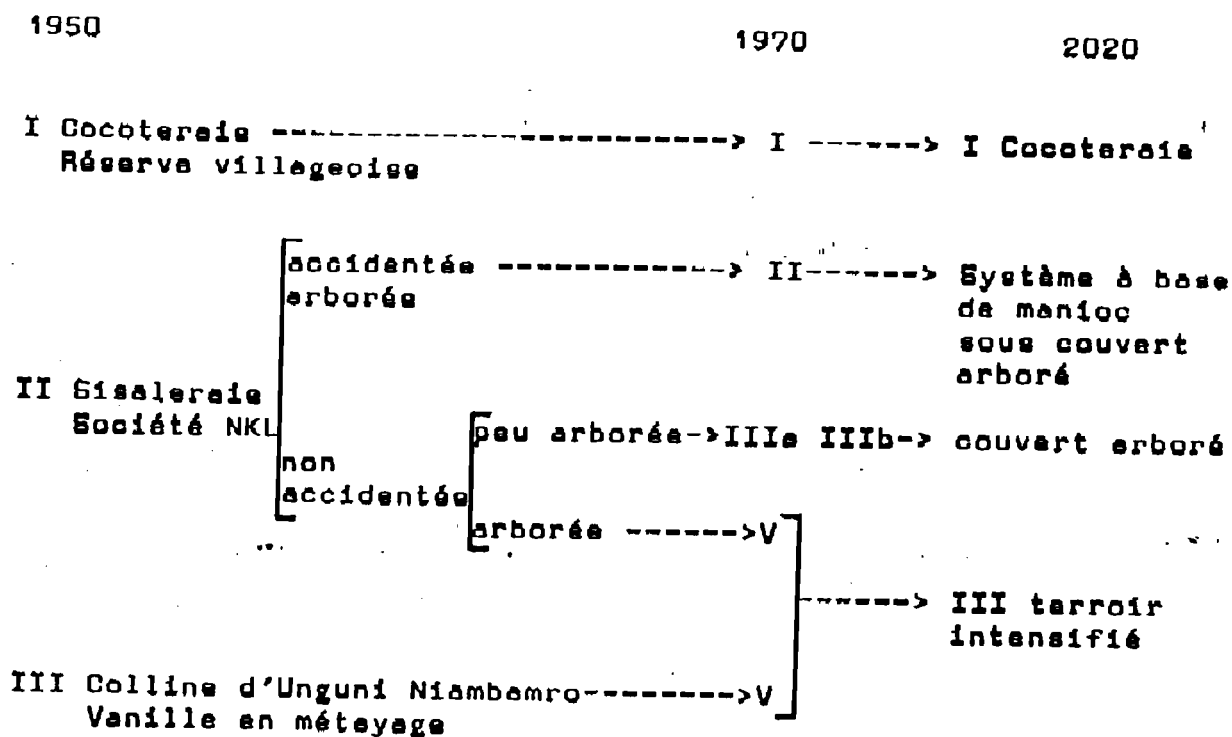 1950 1970 2020
I Cocoteraie -----------------------> I ------> I Cocoteraie
Réserve villageoise
accidentée ------------> II ------> Système à base
arborée de manioc
sous couvert
arboré
II Sisaleraie
Société NKL
peu arborée->IIIa IIIb-> couvert arboré
non
accidentée
arborée ------>V
------> III terroir
intensifié
III Colline d'Unguni Niambamro-------->V
Vanille en métayage